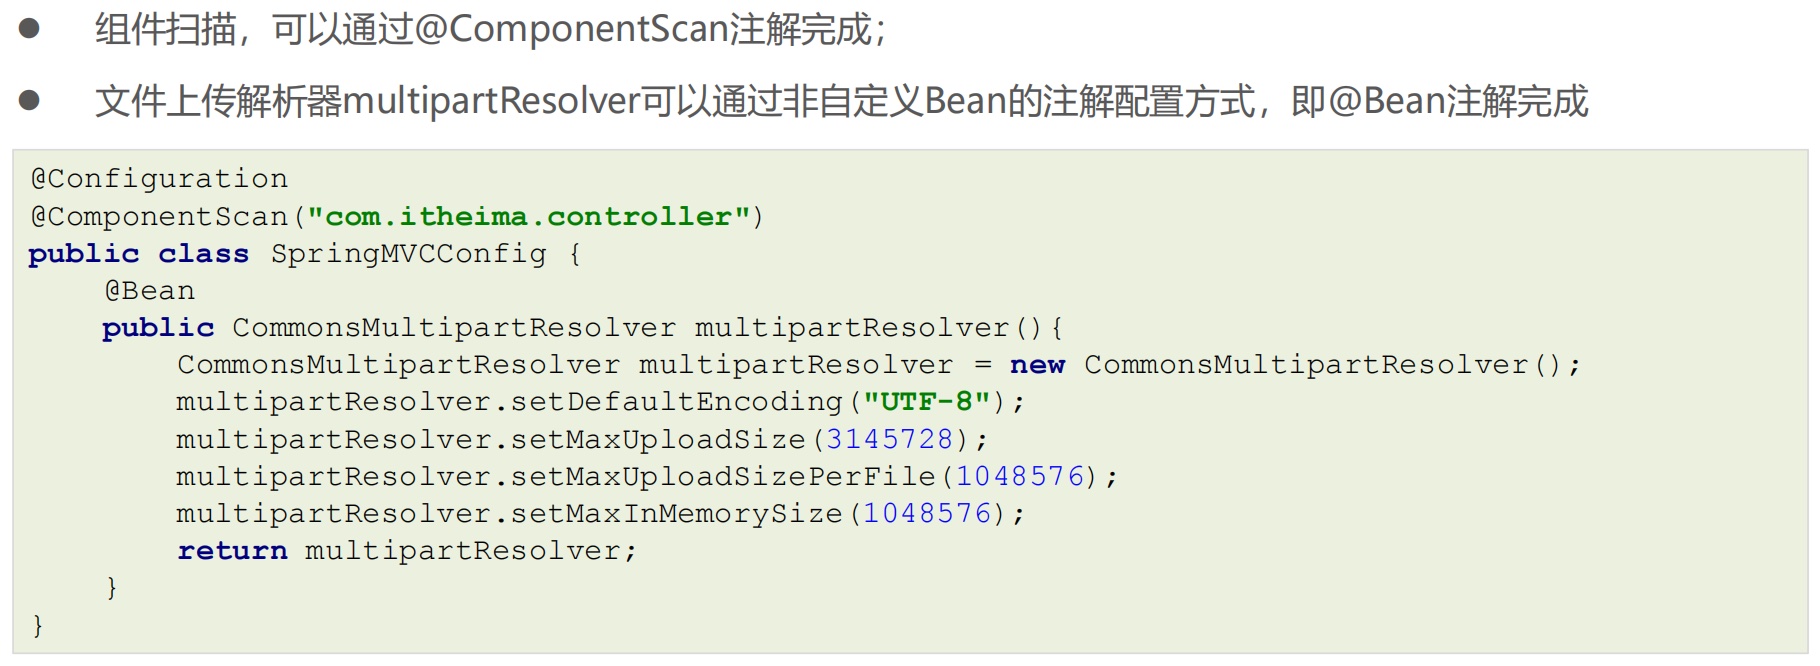 ● 组件扫描，可以通过@ComponentScan注解完成；
● 文件上传解析器multipartResolver可以通过非自定义Bean的注解配置方式，即@Bean注解完成
@Configuration
@ComponentScan("com.itheima.controller")
public class SpringMVCConfig {
    @Bean
    public CommonsMultipartResolver multipartResolver(){
        CommonsMultipartResolver multipartResolver = new CommonsMultipartResolver();
        multipartResolver.setDefaultEncoding("UTF-8");
        multipartResolver.setMaxUploadSize(3145728);
        multipartResolver.setMaxUploadSizePerFile(1048576);
        multipartResolver.setMaxInMemorySize(1048576);
        return multipartResolver;
    }
}